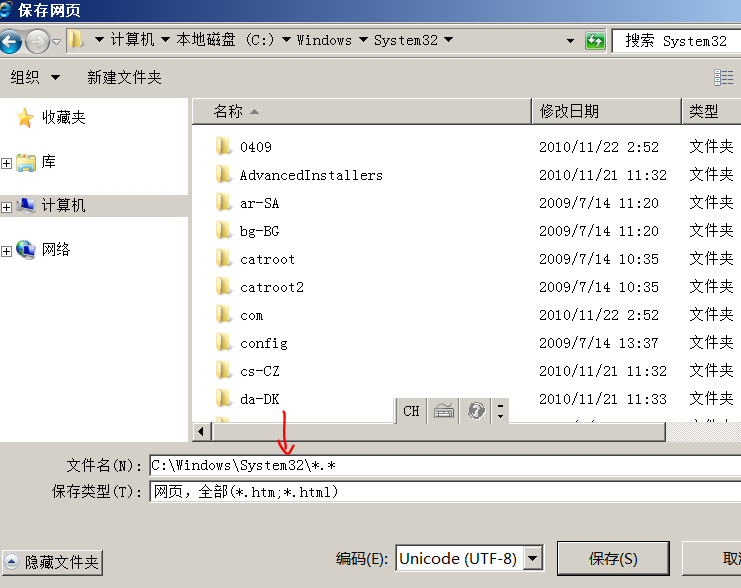 保存网页
计算机 本地磁盘 (C:) Windows System32 搜索 System32
组织 新建文件夹
收藏夹
库
计算机
网络
名称 修改日期 类型
0409 2010/11/22 2:52 文件夹
AdvancedInstallers 2010/11/21 11:32 文件夹
ar-SA 2009/7/14 11:20 文件夹
bg-BG 2009/7/14 11:20 文件夹
catroot 2009/7/14 10:35 文件夹
catroot2 2009/7/14 10:35 文件夹
com 2010/11/22 2:52 文件夹
config 2009/7/14 13:37 文件夹
cs-CZ 2010/11/21 11:32 文件夹
da-DK 2010/11/21 11:33 文件夹
CH
文件名(N): C:\Windows\System32\*.*
保存类型(T): 网页，全部(*.htm;*.html)
隐藏文件夹 编码(E): Unicode (UTF-8) 保存(S) 取